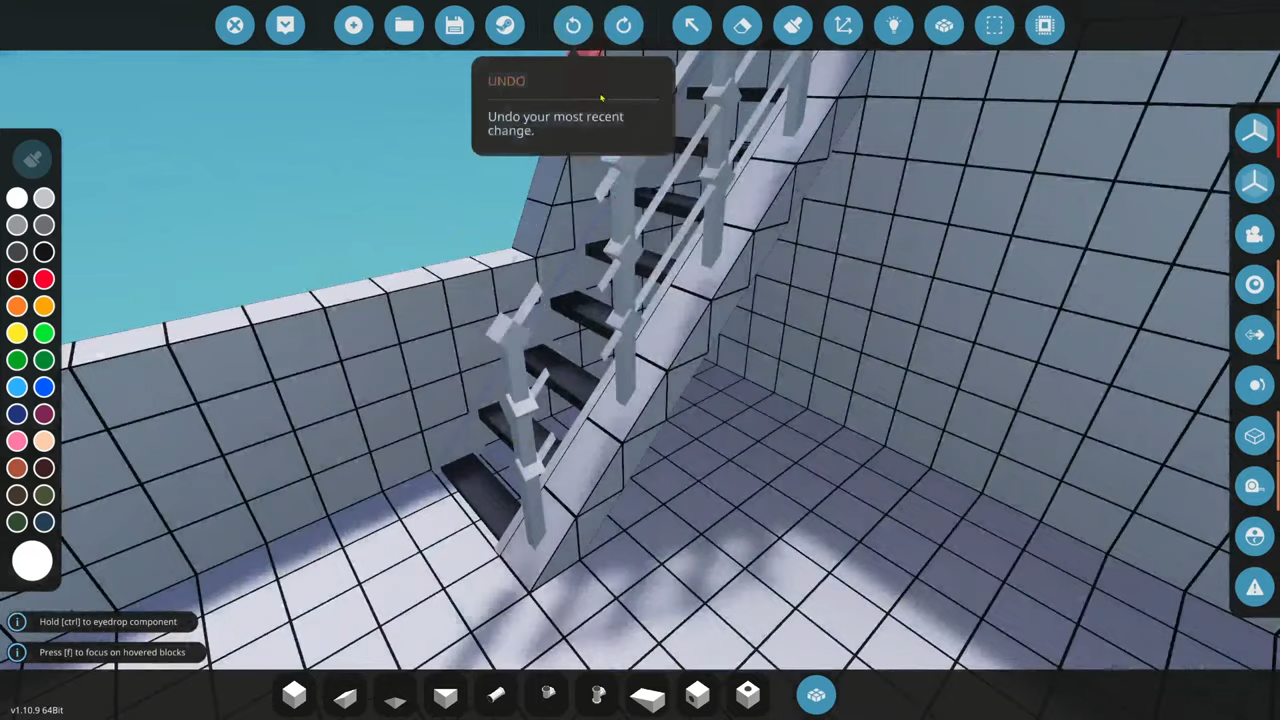 UNDO
Undo your most recent
change.
Hold [ctrl] to eyedrop component
Press [f] to focus on hovered blocks
v1.10.9 64Bit